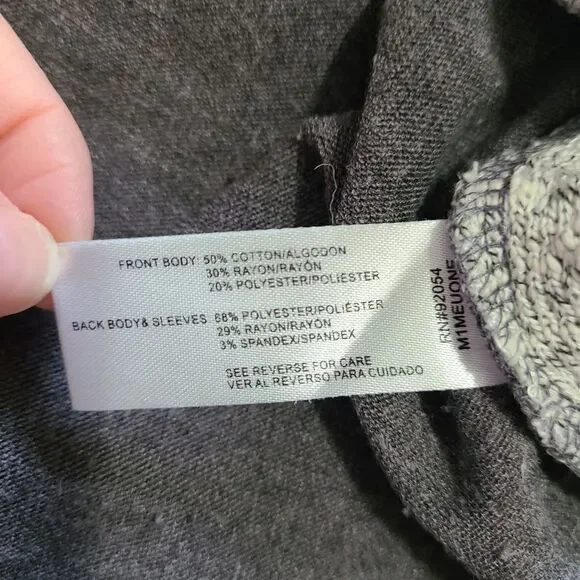 FRONT BODY: 50% COTTON/ALGODON
30% RAYON/RAYÓN
20% POLYESTER/POLIÉSTER
BACK BODY& SLEEVES: 68% POLYESTER/POLIÉSTER
29% RAYON/RAYÓN
3% SPANDEX/SPANDEX
SEE REVERSE FOR CARE
VER AL REVERSO PARA CUIDADO
RN#92054
M1MEUONE